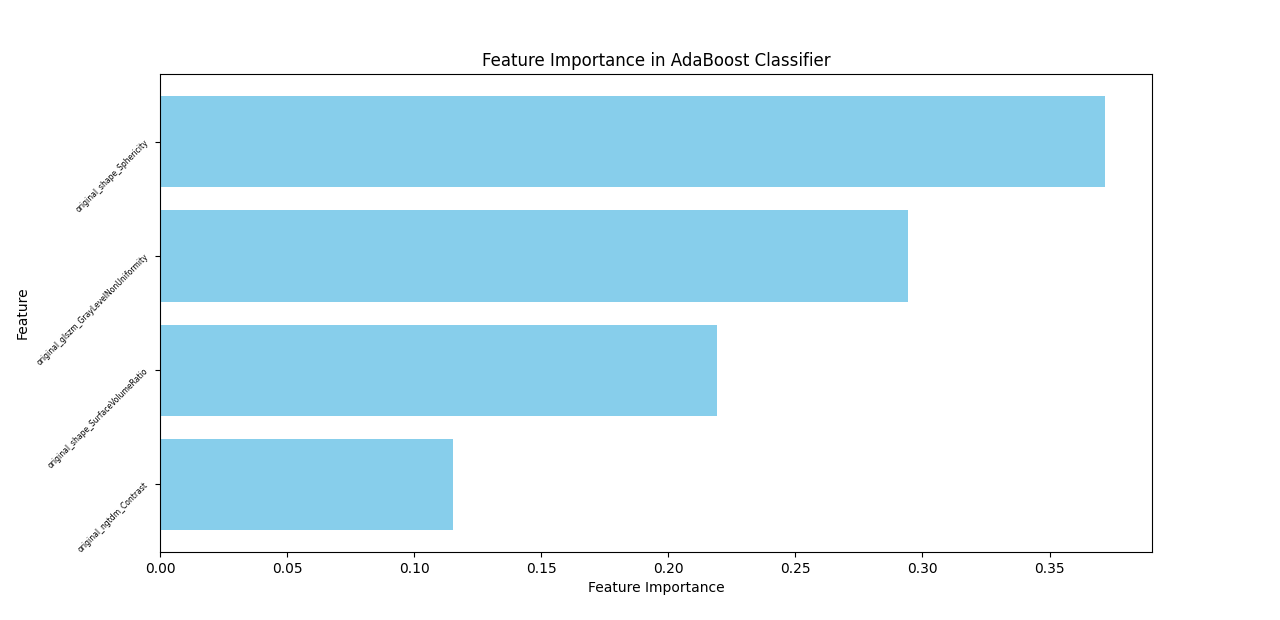 Feature Importance in AdaBoost Classifier
original_shape_Sphericity
original_glszm_GrayLevelNonUniformity
original_shape_SurfaceVolumeRatio
original_ngtdm_Contrast
Feature
0.00 0.05 0.10 0.15 0.20 0.25 0.30 0.35
Feature Importance